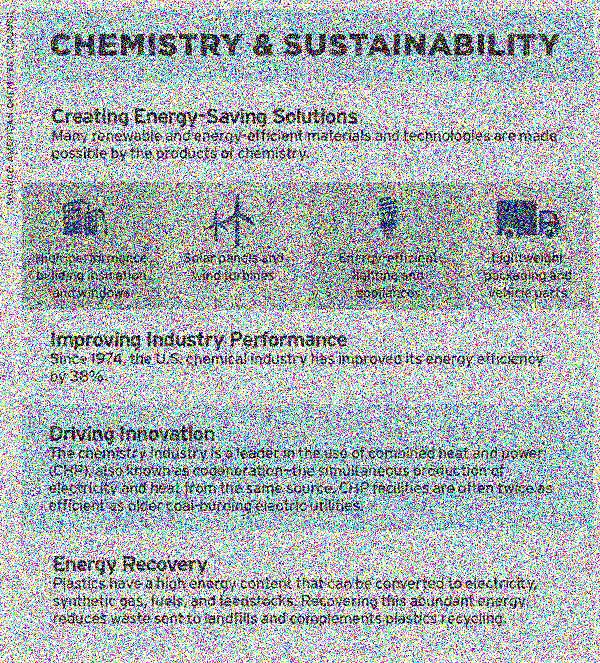 CHEMISTRY & SUSTAINABILITY
Creating Energy-Saving Solutions
Many renewable and energy-efficient materials and technologies are made
possible by the products of chemistry.
High-performance
building insulation
and windows
Solar panels and
wind turbines
Energy-efficient
lighting and
appliances
Lightweight
packaging and
vehicle parts
Improving Industry Performance
Since 1974, the U.S. chemical industry has improved its energy efficiency
by 38%.
Driving Innovation
The chemistry industry is a leader in the use of combined heat and power
(CHP), also known as cogeneration—the simultaneous production of
electricity and heat from the same source. CHP facilities are often twice as
efficient as older coal-burning electric utilities.
Energy Recovery
Plastics have a high energy content that can be converted to electricity,
synthetic gas, fuels, and feedstocks. Recovering this abundant energy
reduces waste sent to landfills and complements plastics recycling.
SOURCE: AMERICAN CHEMISTRY COUNCIL